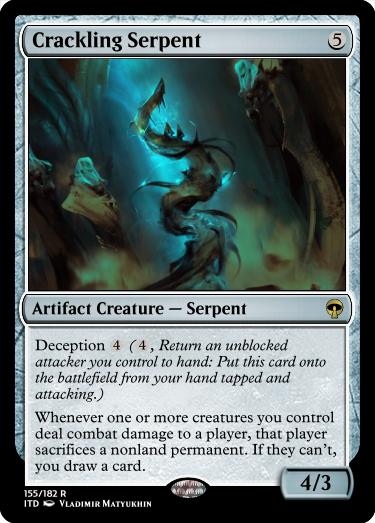 Crackling Serpent 5
Artifact Creature — Serpent
Deception 4 (4, Return an unblocked
attacker you control to hand: Put this card onto
the battlefield from your hand tapped and
attacking.)
Whenever one or more creatures you control
deal combat damage to a player, that player
sacrifices a nonland permanent. If they can't,
you draw a card.
4/3
155/182 R
ITD Vladimir Matyukhin